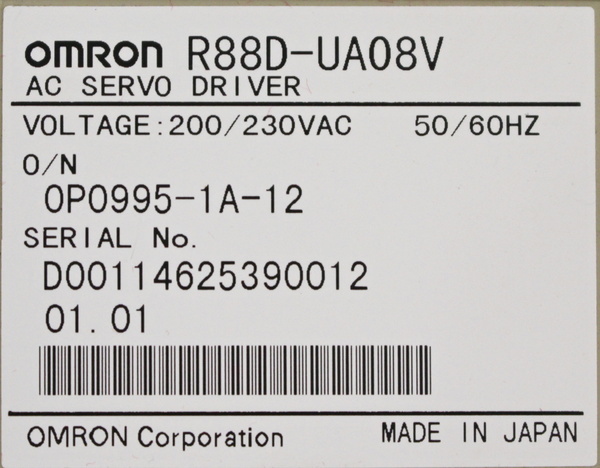 omron R88D-UA08V
AC SERVO DRIVER
VOLTAGE:200/230VAC 50/60HZ
O/N
0P0995-1A-12
SERIAL No.
D00114625390012
01.01
OMRON Corporation MADE IN JAPAN